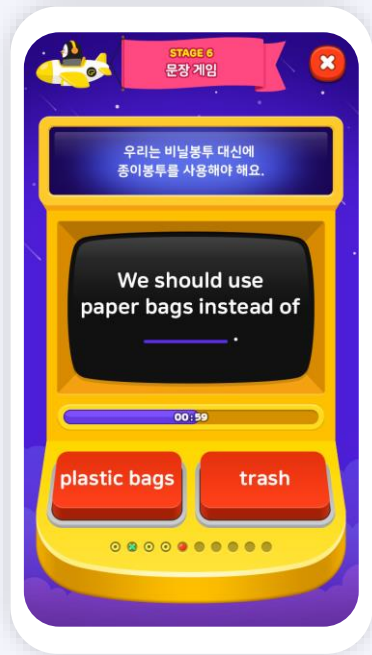 STAGE 6
문장 게임
우리는 비닐봉투 대신에
종이봉투를 사용해야 해요.
We should use
paper bags instead of
.
00:59
plastic bags
trash